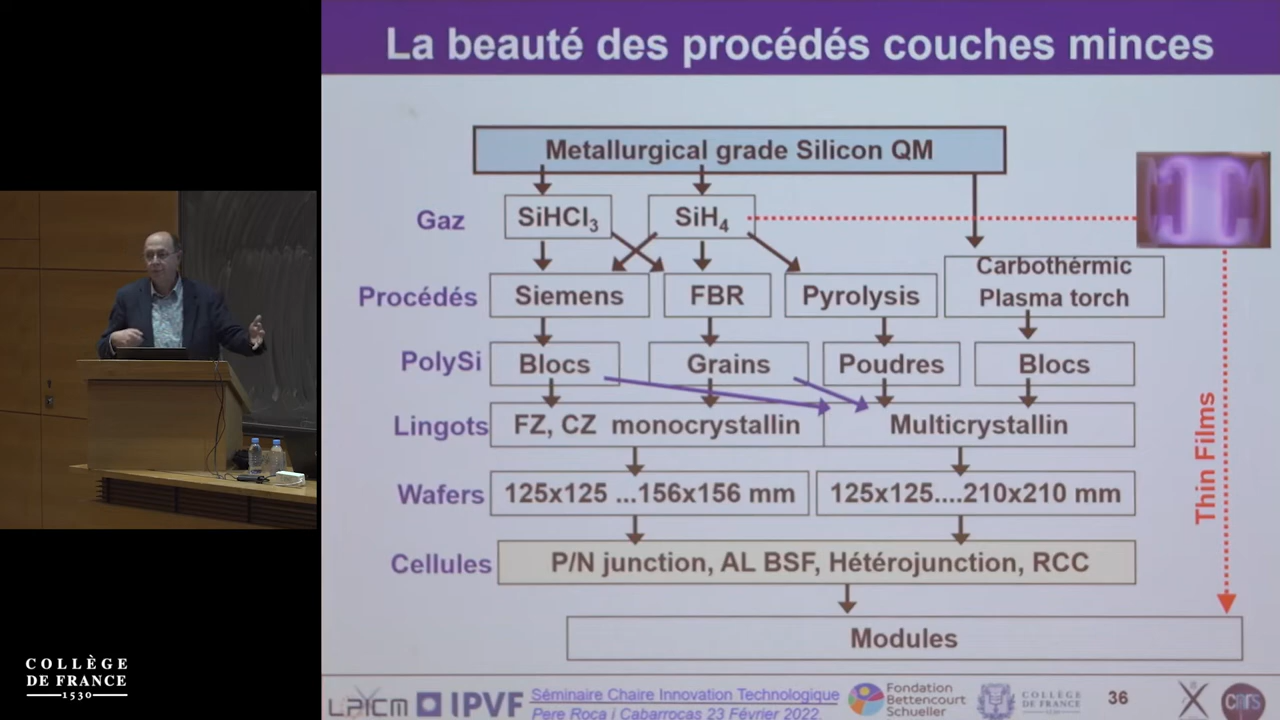 La beauté des procédés couches minces
Metallurgical grade Silicon QM
Gaz
SiHCl3
SiH4
Procédés
Siemens
FBR
Pyrolysis
Carbothermic
Plasma torch
PolySi
Blocs
Grains
Poudres
Blocs
Lingots
FZ, CZ monocrystallin
Multicrystallin
Wafers
125x125 ...156x156 mm
125x125....210x210 mm
Cellules
P/N junction, AL BSF, Hétérojunction, RCC
Modules
Thin Films
LPICM
IPVF
Séminaire Chaire Innovation Technologique
Pere Roca i Cabarrocas 23 Février 2022
Fondation
Bettencourt
Schueller
COLLÈGE
DE FRANCE
1530
36
X
CNRS
COLLÈGE
DE FRANCE
1530